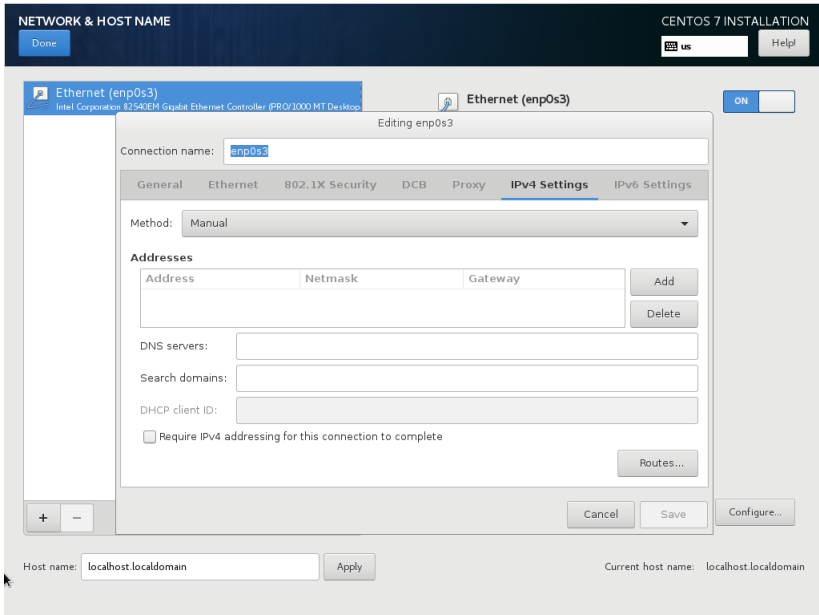 NETWORK & HOST NAME
CENTOS 7 INSTALLATION
Done
us
Help!
Ethernet (enp0s3)
Intel Corporation 82540EM Gigabit Ethernet Controller (PRO/1000 MT Desktop
Ethernet (enp0s3)
ON
Editing enp0s3
Connection name: enp0s3
General Ethernet 802.1X Security DCB Proxy IPv4 Settings IPv6 Settings
Method: Manual
Addresses
Address Netmask Gateway
Add
Delete
DNS servers:
Search domains:
DHCP client ID:
Require IPv4 addressing for this connection to complete
Routes...
+ −
Cancel Save
Configure...
Host name: localhost.localdomain Apply
Current host name: localhost.localdomain